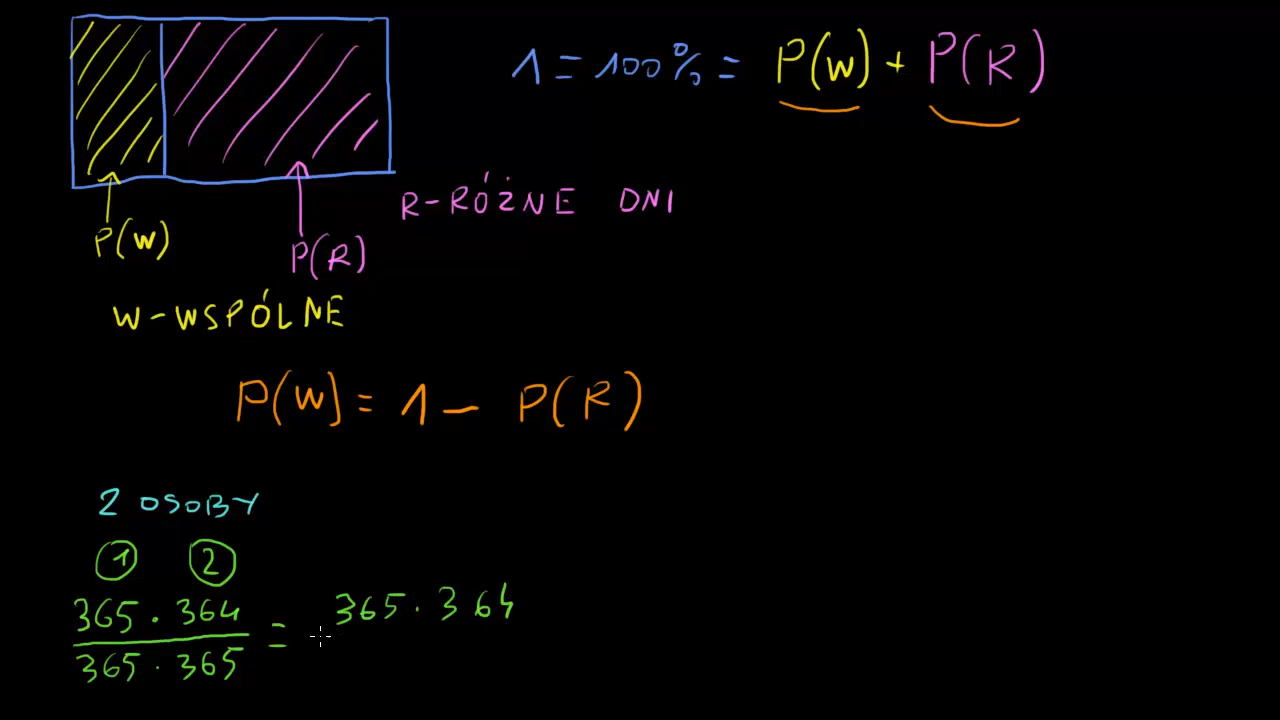 1 = 100% = P(W) + P(R)
R-RÓŻNE DNI
P(W)
P(R)
W-WSPÓLNE
P(W) = 1 - P(R)
2 OSOBY
1 2
365 · 364 = 365 · 364
365 · 365